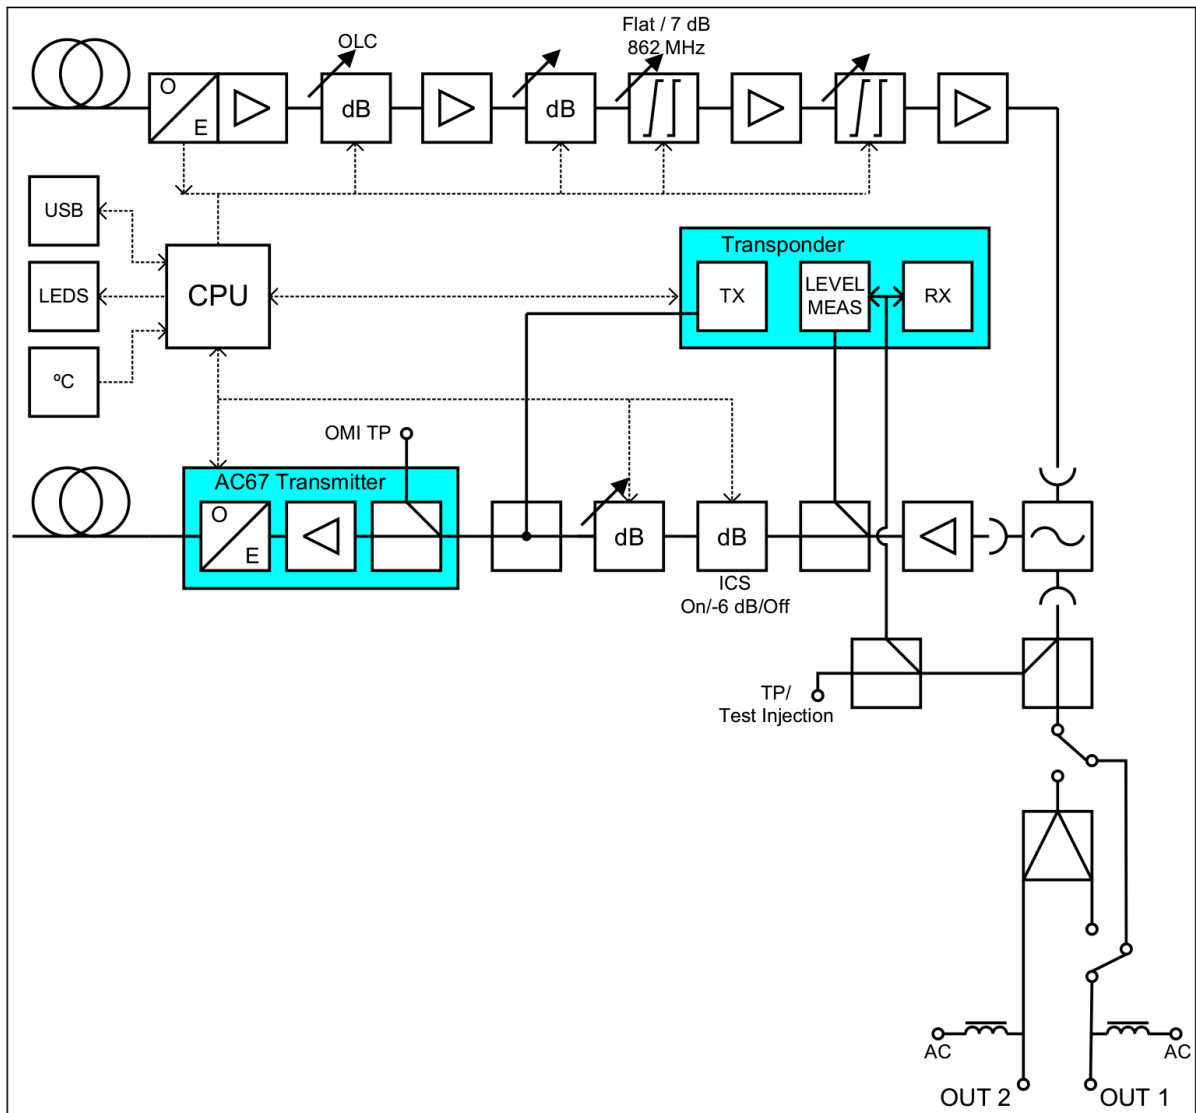 Flat / 7 dB
862 MHz
OLC
O
E
dB
dB
USB
LEDS
ºC
CPU
Transponder
TX
LEVEL
MEAS
RX
OMI TP
AC67 Transmitter
O
E
dB
dB
ICS
On/-6 dB/Off
TP/
Test Injection
AC
AC
OUT 2
OUT 1